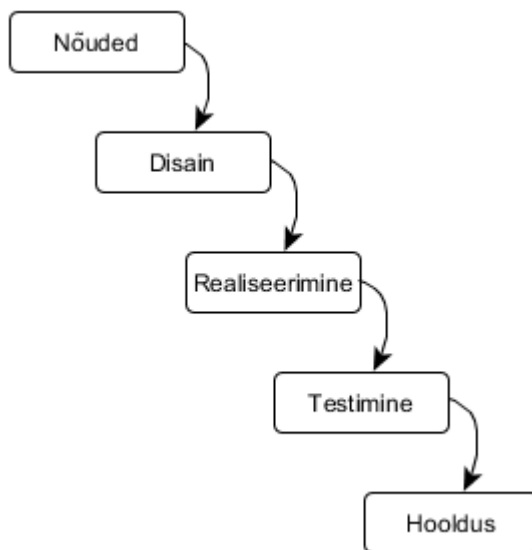 Nõuded
Disain
Realiseerimine
Testimine
Hooldus